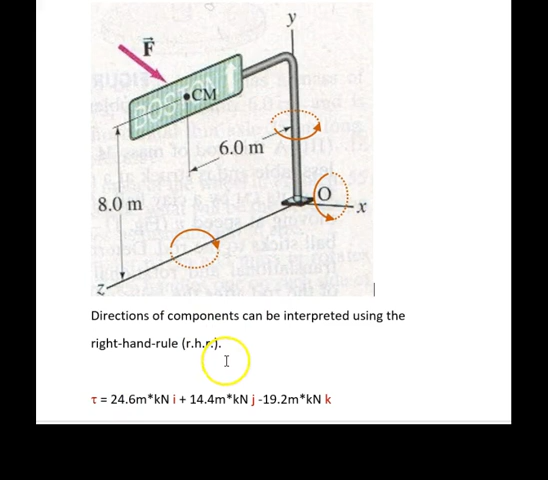 y
F
CM
BOSTON
6.0 m
8.0 m
O
x
z
Directions of components can be interpreted using the
right-hand-rule (r.h.r.).
τ = 24.6m*kN i + 14.4m*kN j -19.2m*kN k